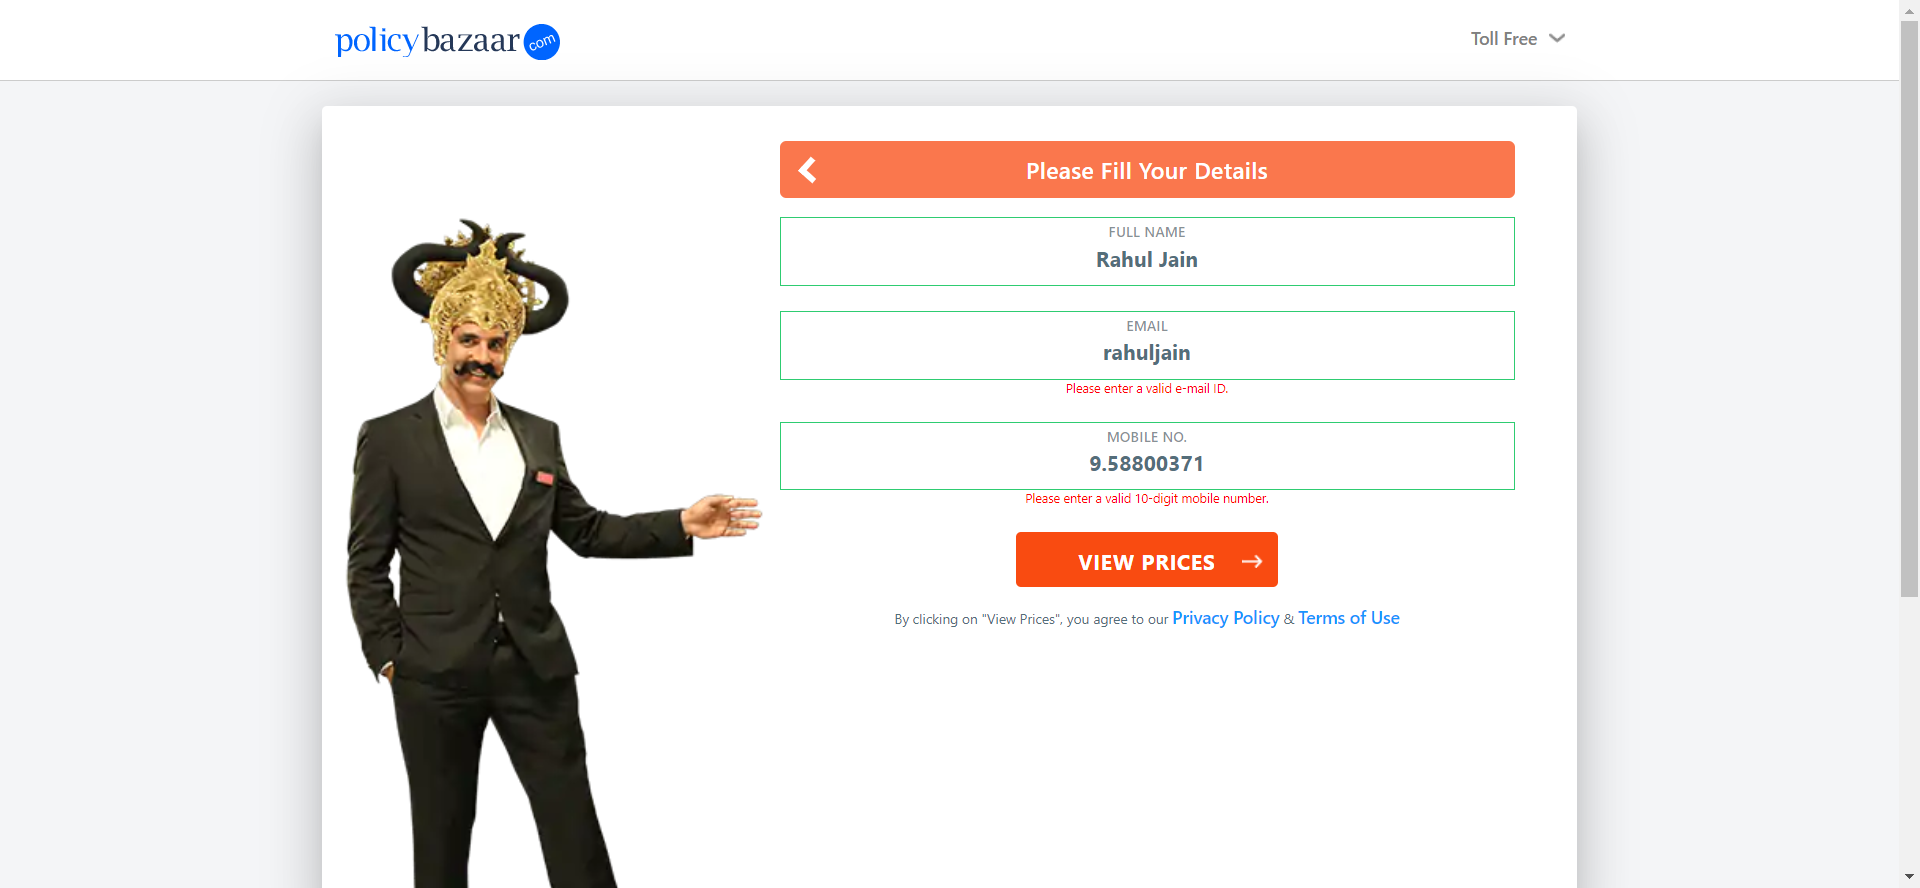 policybazaar com
Toll Free
Please Fill Your Details
FULL NAME
Rahul Jain
EMAIL
rahuljain
Please enter a valid e-mail ID.
MOBILE NO.
9.58800371
Please enter a valid 10-digit mobile number.
VIEW PRICES
By clicking on "View Prices", you agree to our Privacy Policy & Terms of Use